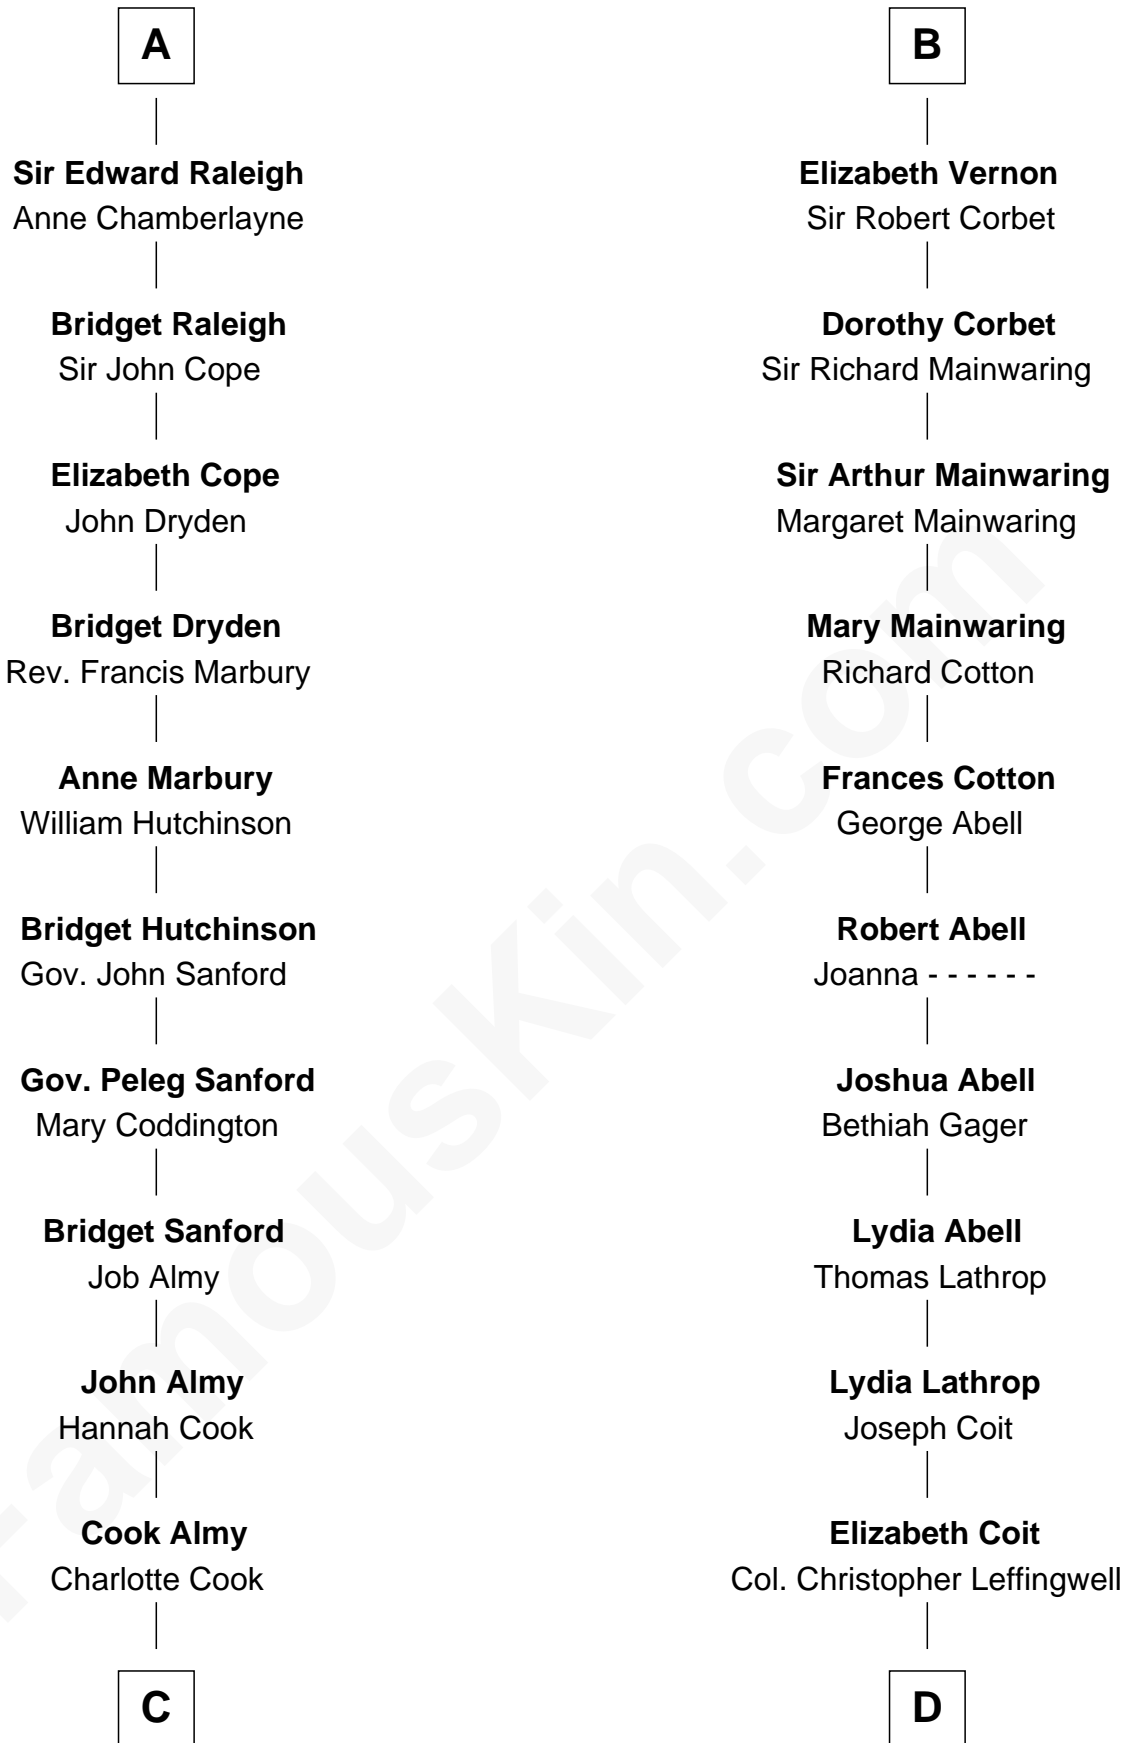 A
Sir Edward Raleigh
Anne Chamberlayne
Bridget Raleigh
Sir John Cope
Elizabeth Cope
John Dryden
Bridget Dryden
Rev. Francis Marbury
Anne Marbury
William Hutchinson
Bridget Hutchinson
Gov. John Sanford
Gov. Peleg Sanford
Mary Coddington
Bridget Sanford
Job Almy
John Almy
Hannah Cook
Cook Almy
Charlotte Cook
C
B
Elizabeth Vernon
Sir Robert Corbet
Dorothy Corbet
Sir Richard Mainwaring
Sir Arthur Mainwaring
Margaret Mainwaring
Mary Mainwaring
Richard Cotton
Frances Cotton
George Abell
Robert Abell
Joanna - - - - - -
Joshua Abell
Bethiah Gager
Lydia Abell
Thomas Lathrop
Lydia Lathrop
Joseph Coit
Elizabeth Coit
Col. Christopher Leffingwell
D
FamousKin.com